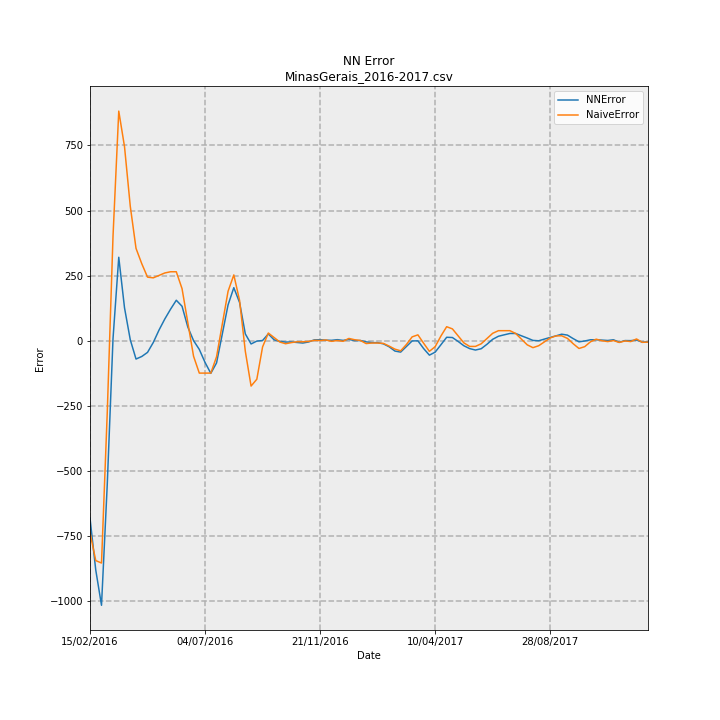 NN Error
MinasGerais_2016-2017.csv
NNError
NaiveError
750
500
250
0
−250
−500
−750
−1000
Error
15/02/2016
04/07/2016
21/11/2016
10/04/2017
28/08/2017
Date